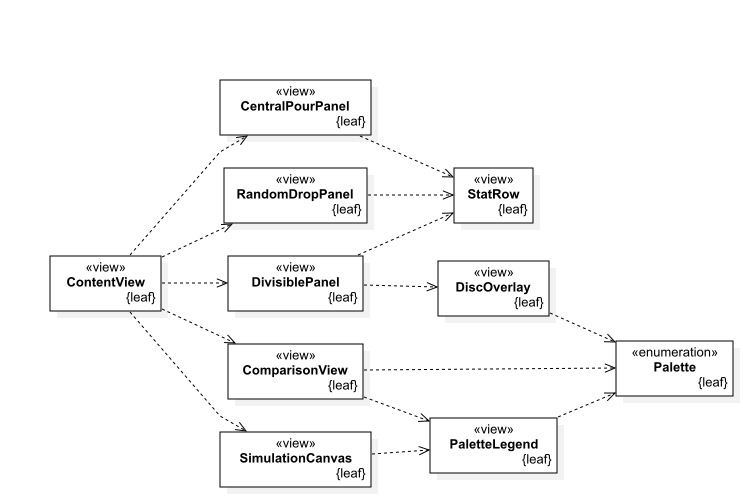 «view»
CentralPourPanel
{leaf}
«view»
RandomDropPanel
{leaf}
«view»
StatRow
{leaf}
«view»
ContentView
{leaf}
«view»
DivisiblePanel
{leaf}
«view»
DiscOverlay
{leaf}
«view»
ComparisonView
{leaf}
«enumeration»
Palette
{leaf}
«view»
SimulationCanvas
{leaf}
«view»
PaletteLegend
{leaf}